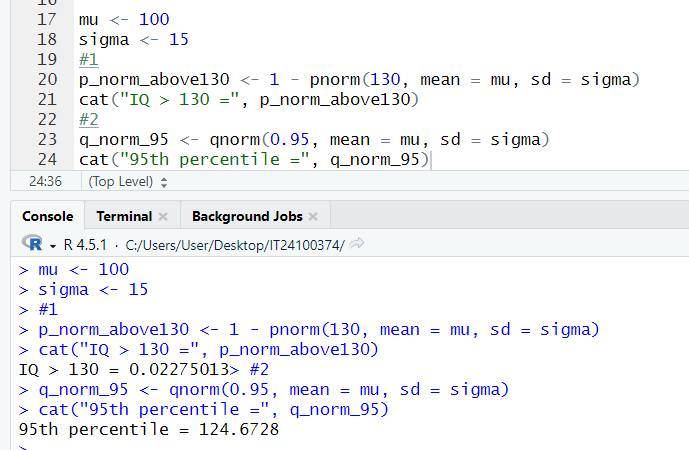 16
17 mu <- 100
18 sigma <- 15
19 #1
20 p_norm_above130 <- 1 - pnorm(130, mean = mu, sd = sigma)
21 cat("IQ > 130 =", p_norm_above130)
22 #2
23 q_norm_95 <- qnorm(0.95, mean = mu, sd = sigma)
24 cat("95th percentile =", q_norm_95)
24:36 (Top Level)
Console Terminal Background Jobs
R R 4.5.1 · C:/Users/User/Desktop/IT24100374/
> mu <- 100
> sigma <- 15
> #1
> p_norm_above130 <- 1 - pnorm(130, mean = mu, sd = sigma)
> cat("IQ > 130 =", p_norm_above130)
IQ > 130 = 0.02275013> #2
> q_norm_95 <- qnorm(0.95, mean = mu, sd = sigma)
> cat("95th percentile =", q_norm_95)
95th percentile = 124.6728
>